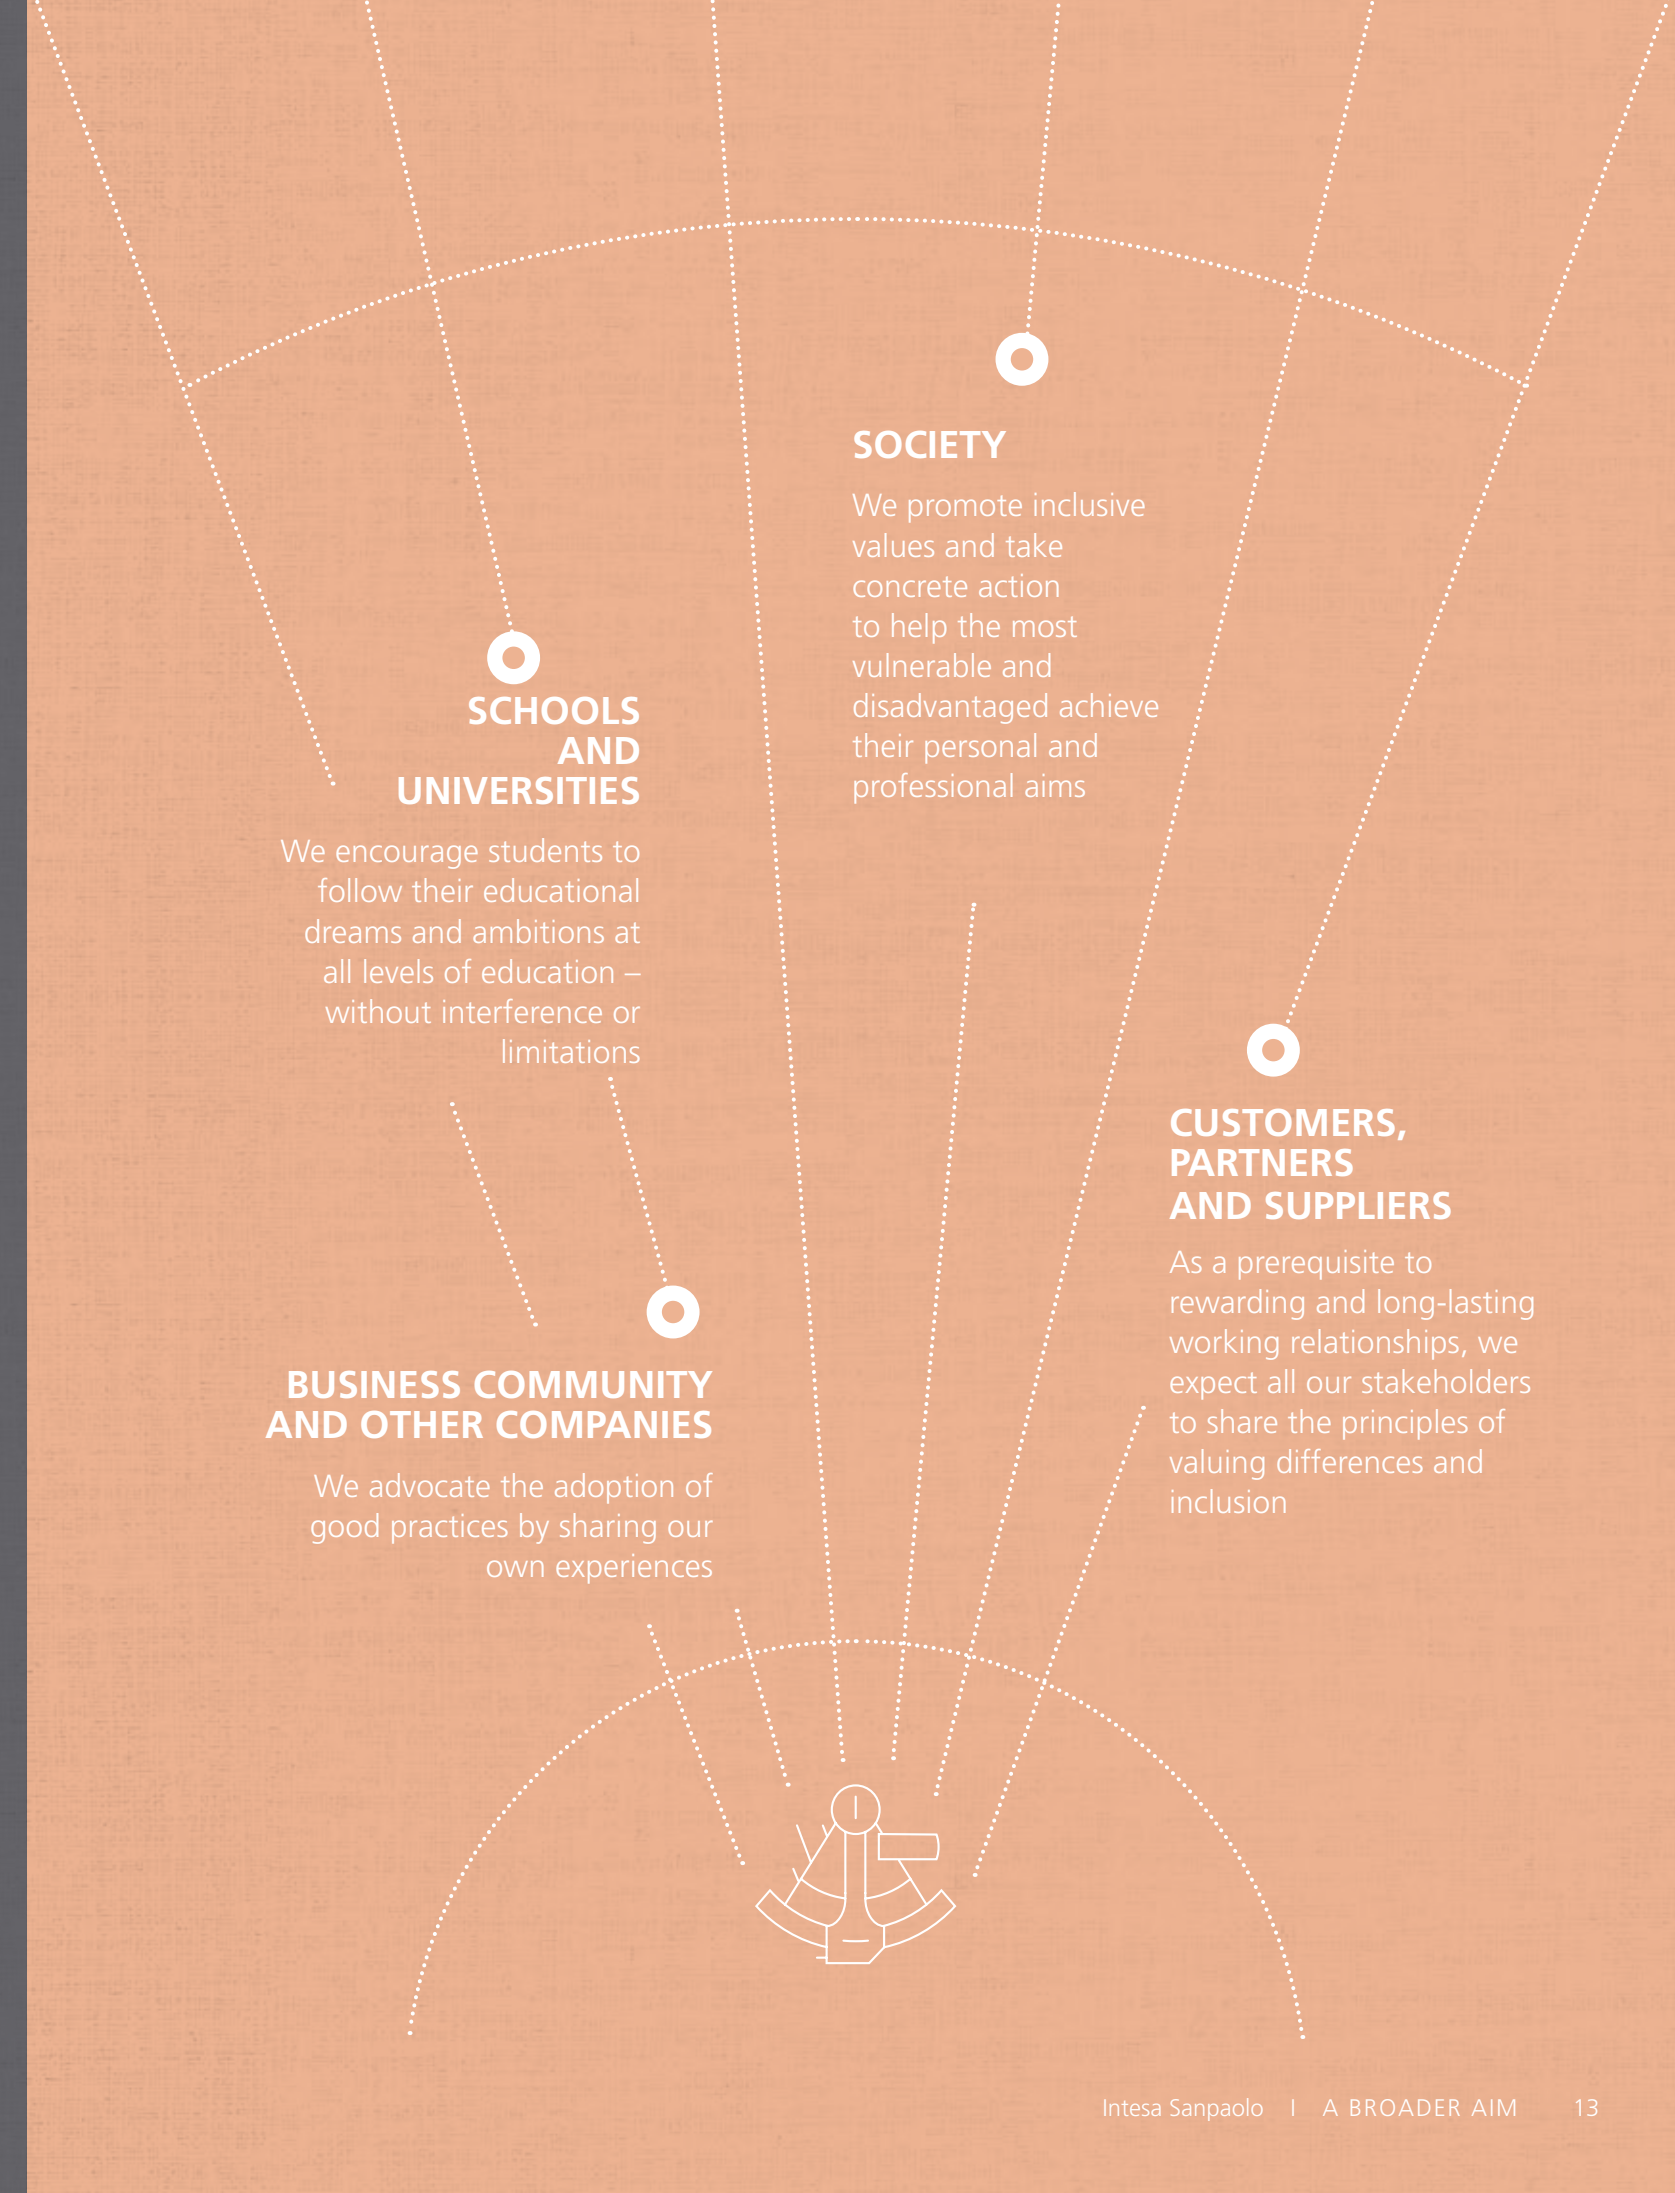 SOCIETY
We promote inclusive
values and take
concrete action
to help the most
vulnerable and
disadvantaged achieve
their personal and
professional aims
SCHOOLS
AND
UNIVERSITIES
We encourage students to
follow their educational
dreams and ambitions at
all levels of education –
without interference or
limitations
CUSTOMERS,
PARTNERS
AND SUPPLIERS
As a prerequisite to
rewarding and long-lasting
working relationships, we
expect all our stakeholders
to share the principles of
valuing differences and
inclusion
BUSINESS COMMUNITY
AND OTHER COMPANIES
We advocate the adoption of
good practices by sharing our
own experiences
Intesa Sanpaolo I A BROADER AIM 13